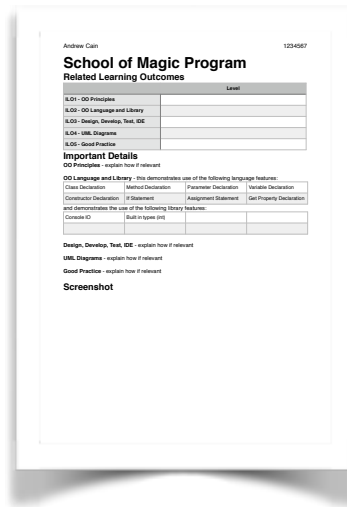 Andrew Cain 1234567
School of Magic Program
Related Learning Outcomes
Level
ILO1 - OO Principles
ILO2 - OO Language and Library
ILO3 - Design, Develop, Test, IDE
ILO4 - UML Diagrams
ILO5 - Good Practice
Important Details
OO Principles - explain how if relevant
OO Language and Library - this demonstrates use of the following language features:
Class Declaration Method Declaration Parameter Declaration Variable Declaration
Constructor Declaration If Statement Assignment Statement Get Property Declaration
and demonstrates the use of the following library features:
Console IO Built in types (int)
Design, Develop, Test, IDE - explain how if relevant
UML Diagrams - explain how if relevant
Good Practice - explain how if relevant
Screenshot